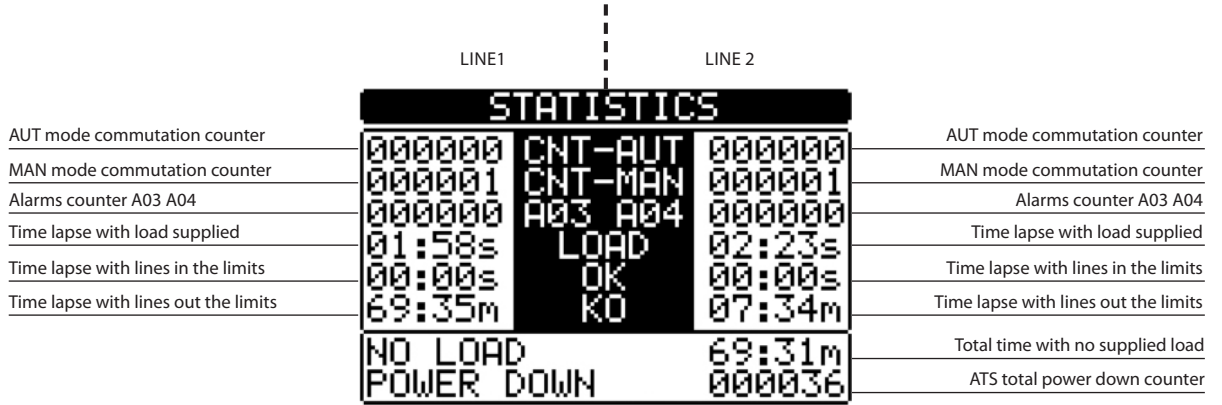 LINE1 LINE 2
STATISTICS
AUT mode commutation counter 000000 CNT-AUT 000000 AUT mode commutation counter
MAN mode commutation counter 000001 CNT-MAN 000001 MAN mode commutation counter
Alarms counter A03 A04 000000 A03 A04 000000 Alarms counter A03 A04
Time lapse with load supplied 01:58s LOAD 02:23s Time lapse with load supplied
Time lapse with lines in the limits 00:00s OK 00:00s Time lapse with lines in the limits
Time lapse with lines out the limits 69:35m KO 07:34m Time lapse with lines out the limits
NO LOAD 69:31m Total time with no supplied load
POWER DOWN 000036 ATS total power down counter